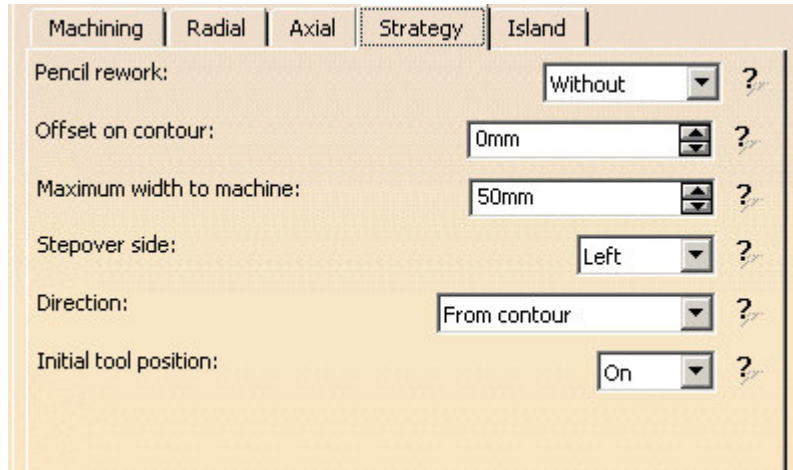 Machining Radial Axial Strategy Island
Pencil rework: Without ?
Offset on contour: 0mm ?
Maximum width to machine: 50mm ?
Stepover side: Left ?
Direction: From contour ?
Initial tool position: On ?